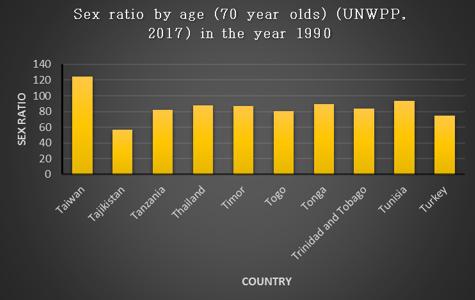 Sex ratio by age (70 year olds) (UNWPP,
2017) in the year 1990
140
120
100
80
60
40
20
0
SEX RATIO
Taiwan
Tajikistan
Tanzania
Thailand
Timor
Togo
Tonga
Trinidad and Tobago
Tunisia
Turkey
COUNTRY